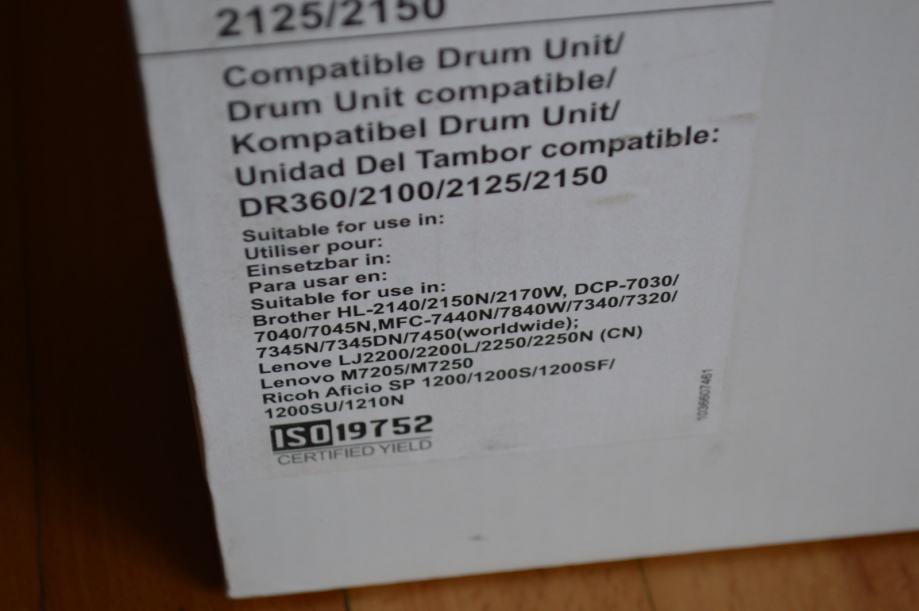 2125/2150
Compatible Drum Unit/
Drum Unit compatible/
Kompatibel Drum Unit/
Unidad Del Tambor compatible:
DR360/2100/2125/2150
Suitable for use in:
Utiliser pour:
Einsetzbar in:
Para usar en:
Suitable for use in:
Brother HL-2140/2150N/2170W, DCP-7030/
7040/7045N,MFC-7440N/7840W/7340/7320/
7345N/7345DN/7450(worldwide);
Lenove LJ2200/2200L/2250/2250N (CN)
Lenovo M7205/M7250
Ricoh Aficio SP 1200/1200S/1200SF/
1200SU/1210N
ISO 19752
CERTIFIED YIELD
1036607461